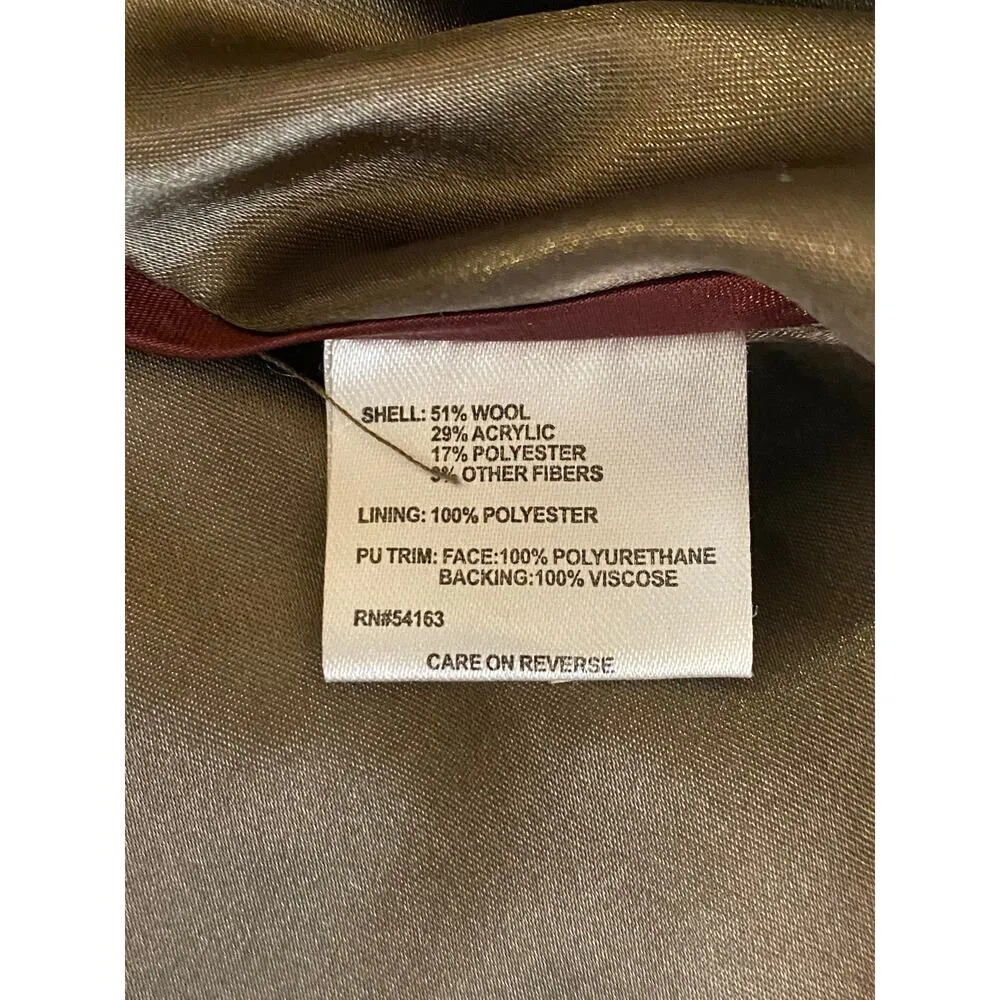 SHELL: 51% WOOL
29% ACRYLIC
17% POLYESTER
3% OTHER FIBERS
LINING: 100% POLYESTER
PU TRIM: FACE:100% POLYURETHANE
BACKING:100% VISCOSE
RN#54163
CARE ON REVERSE